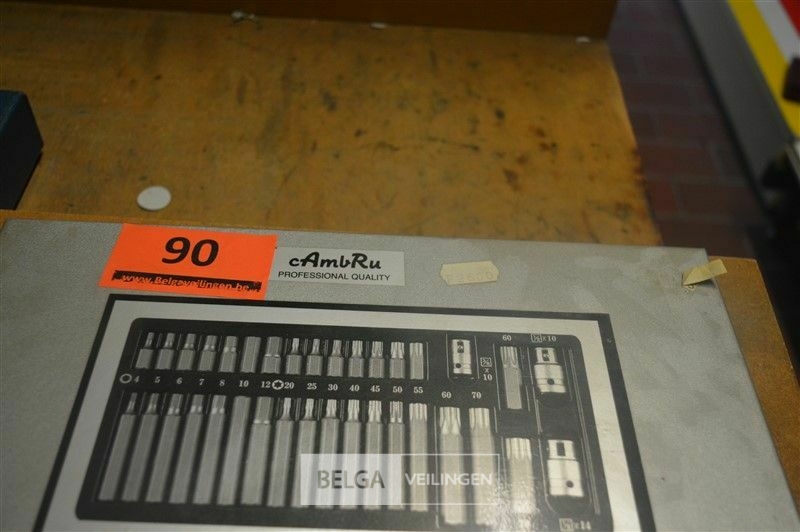 90
www.Belgaveilingen.be
cAmbRu
PROFESSIONAL QUALITY
60
10
4 5 6 7 8 10 12 20 25 30 40 45 50 55
60 70
BELGA VEILINGEN
x 14